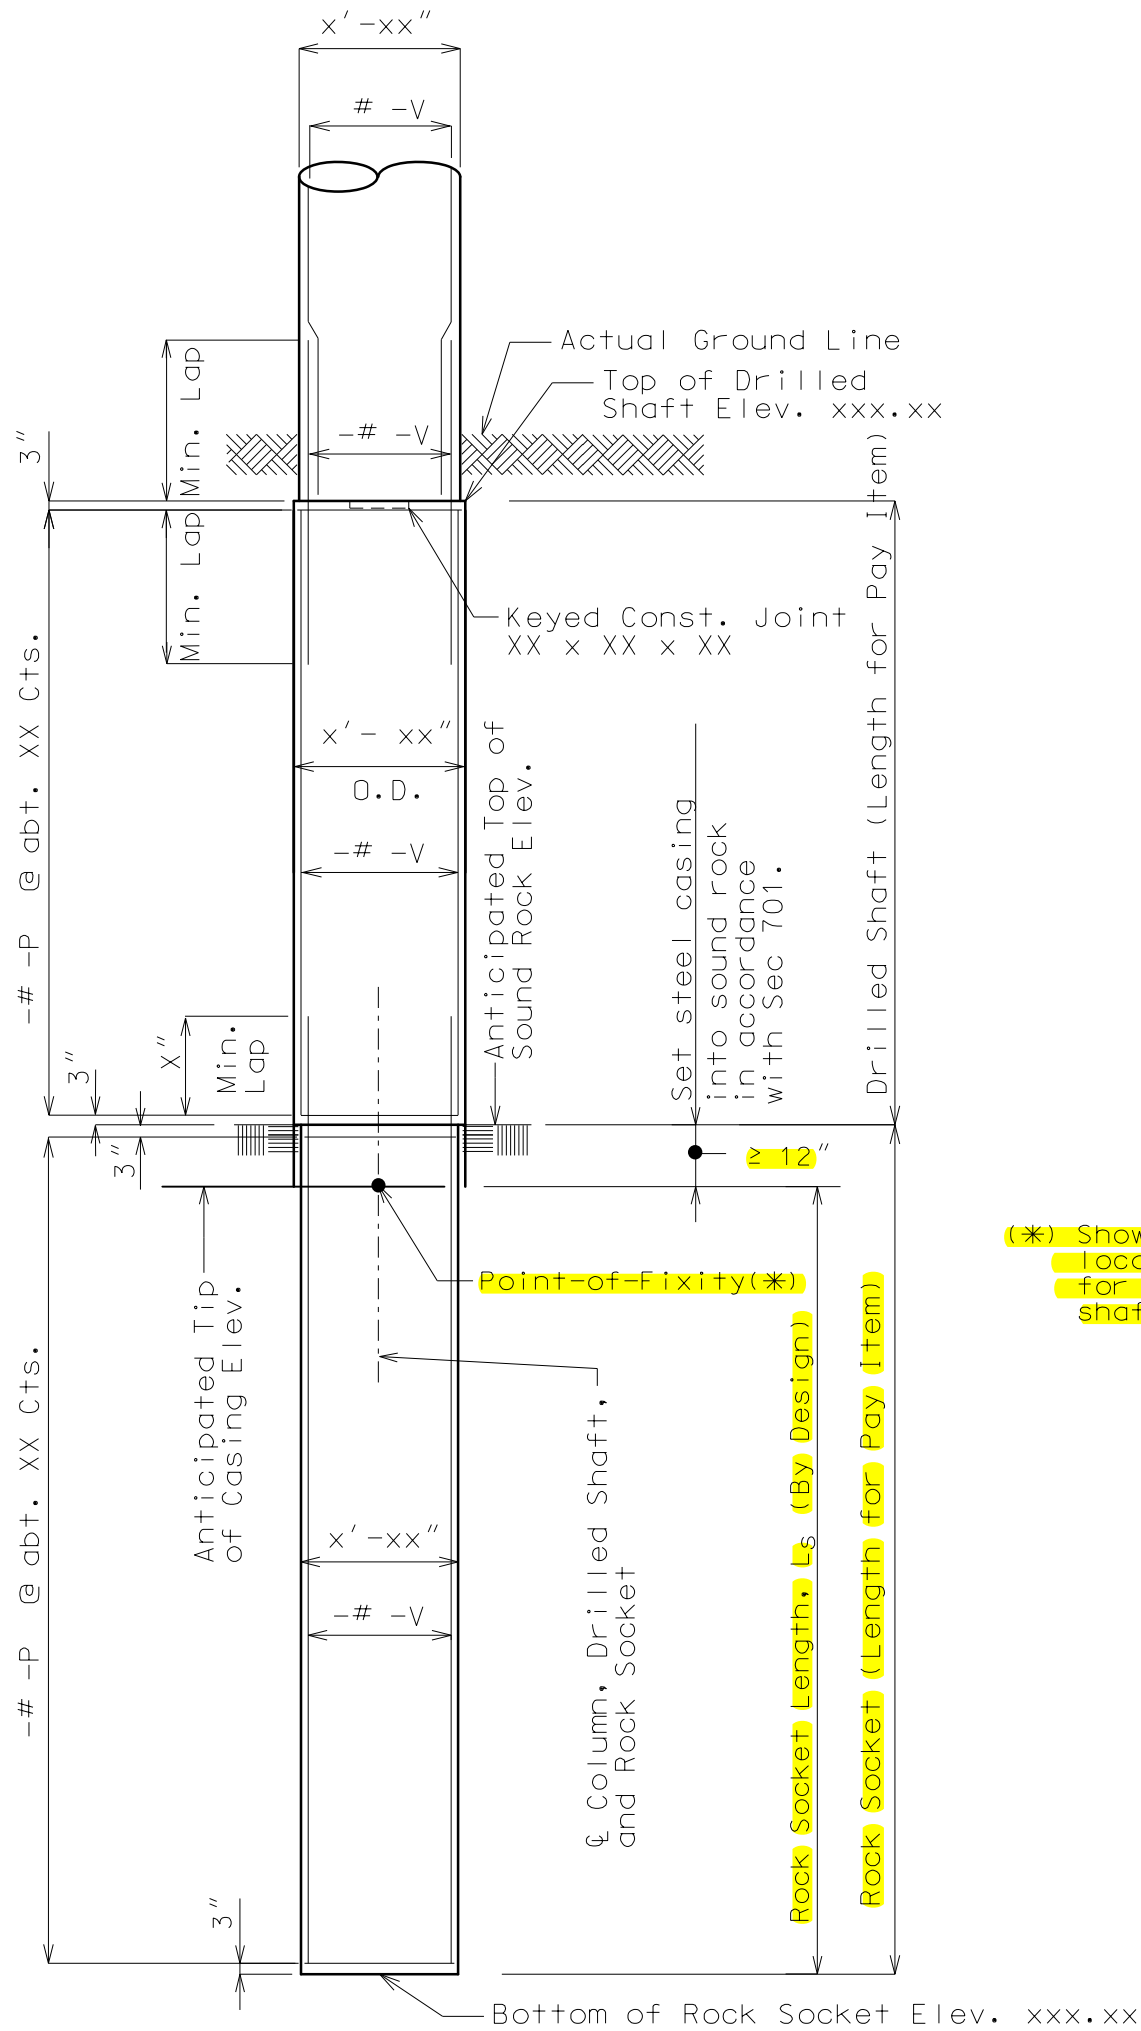 x'-xx"
# -V
Actual Ground Line
Top of Drilled
Shaft Elev. xxx.xx
Min. Lap
3"
-# -V
Min. Lap
Keyed Const. Joint
XX x XX x XX
-# -P @ abt. XX Cts.
x'- xx"
O.D.
-# -V
Anticipated Top of
Sound Rock Elev.
Set steel casing
into sound rock
in accordance
with Sec 701.
Drilled Shaft (Length for Pay Item)
X"
Min.
Lap
3"
3"
≥ 12"
Point-of-Fixity(*)
(*) Show
for
shaf
Anticipated Tip
of Casing Elev.
-# -P @ abt. XX Cts.
x'-xx"
-# -V
℄ Column, Drilled Shaft,
and Rock Socket
Rock Socket Length, Ls (By Design)
Rock Socket (Length for Pay Item)
3"
Bottom of Rock Socket Elev. xxx.xx